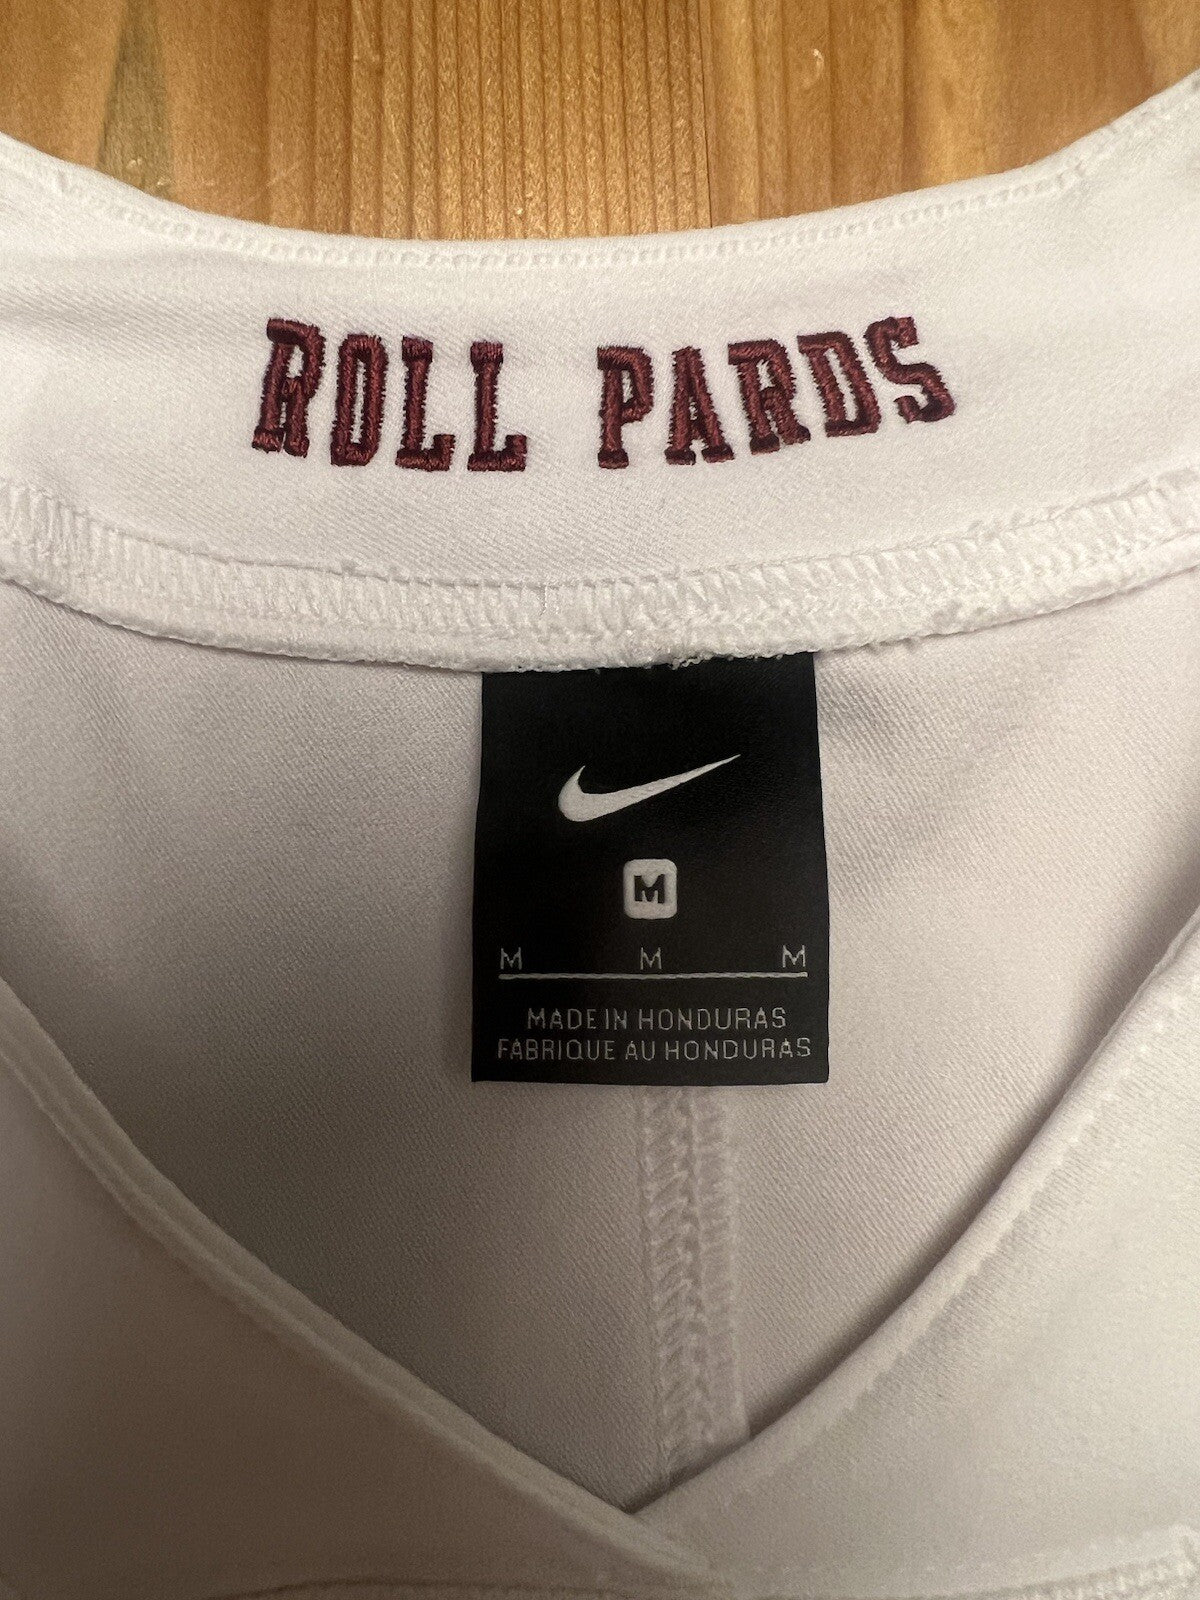 ROLL PARDS
M
M M M
MADE IN HONDURAS
FABRIQUE AU HONDURAS